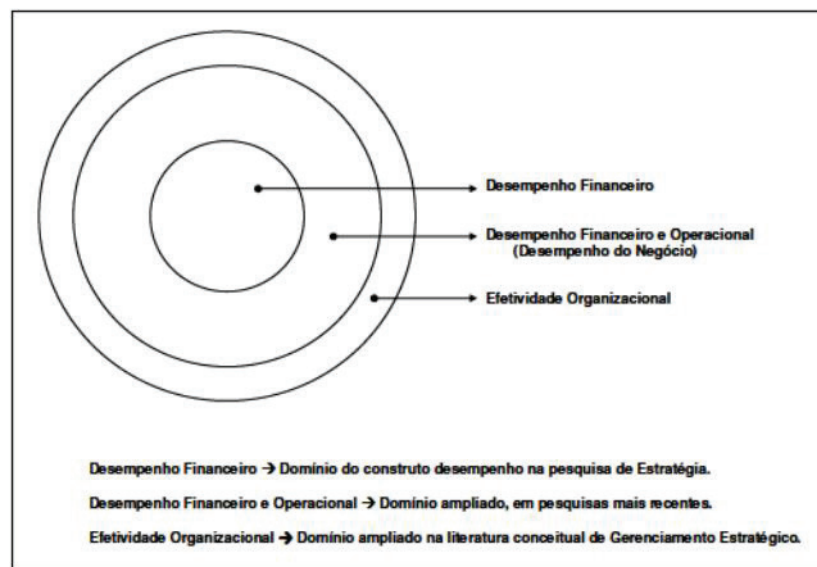 Desempenho Financeiro
Desempenho Financeiro e Operacional
(Desempenho do Negócio)
Efetividade Organizacional
Desempenho Financeiro → Domínio do construto desempenho na pesquisa de Estratégia.
Desempenho Financeiro e Operacional → Domínio ampliado, em pesquisas mais recentes.
Efetividade Organizacional → Domínio ampliado na literatura conceitual de Gerenciamento Estratégico.